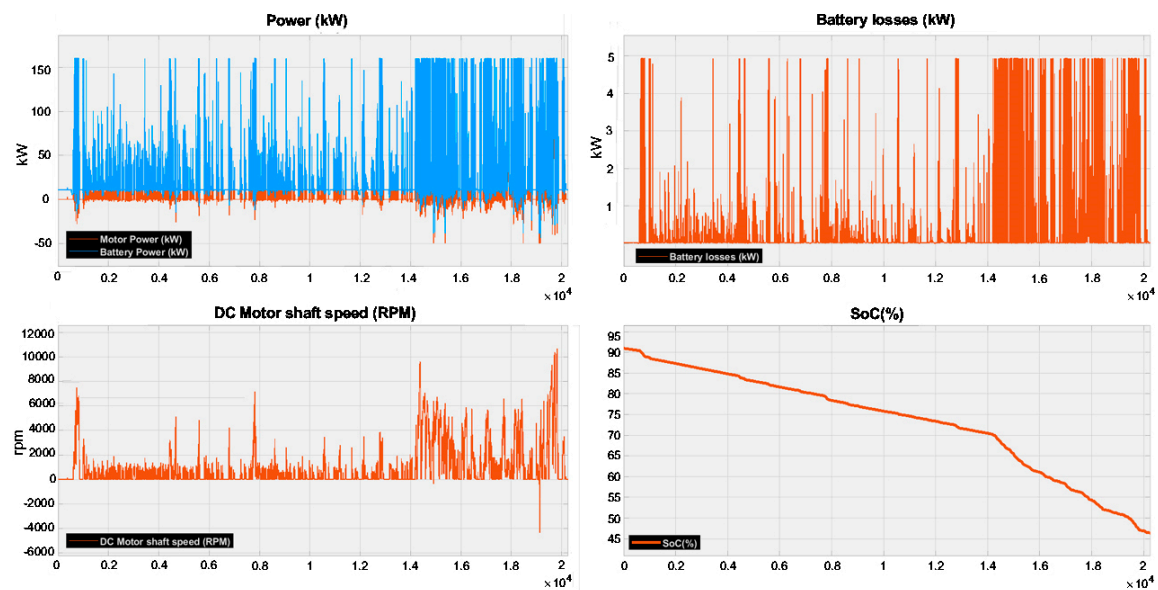 Power (kW)
150
100
50
0
-50
kW
Motor Power (kW)
Battery Power (kW)
0 0.2 0.4 0.6 0.8 1 1.2 1.4 1.6 1.8 2
× 10⁴
Battery losses (kW)
5
4
3
2
1
kW
Battery losses (kW)
0 0.2 0.4 0.6 0.8 1 1.2 1.4 1.6 1.8 2
× 10⁴
DC Motor shaft speed (RPM)
12000
10000
8000
6000
4000
2000
0
-2000
-4000
-6000
rpm
DC Motor shaft speed (RPM)
0 0.2 0.4 0.6 0.8 1 1.2 1.4 1.6 1.8 2
× 10⁴
SoC(%)
95
90
85
80
75
70
65
60
55
50
45
SoC(%)
0 0.2 0.4 0.6 0.8 1 1.2 1.4 1.6 1.8 2
× 10⁴